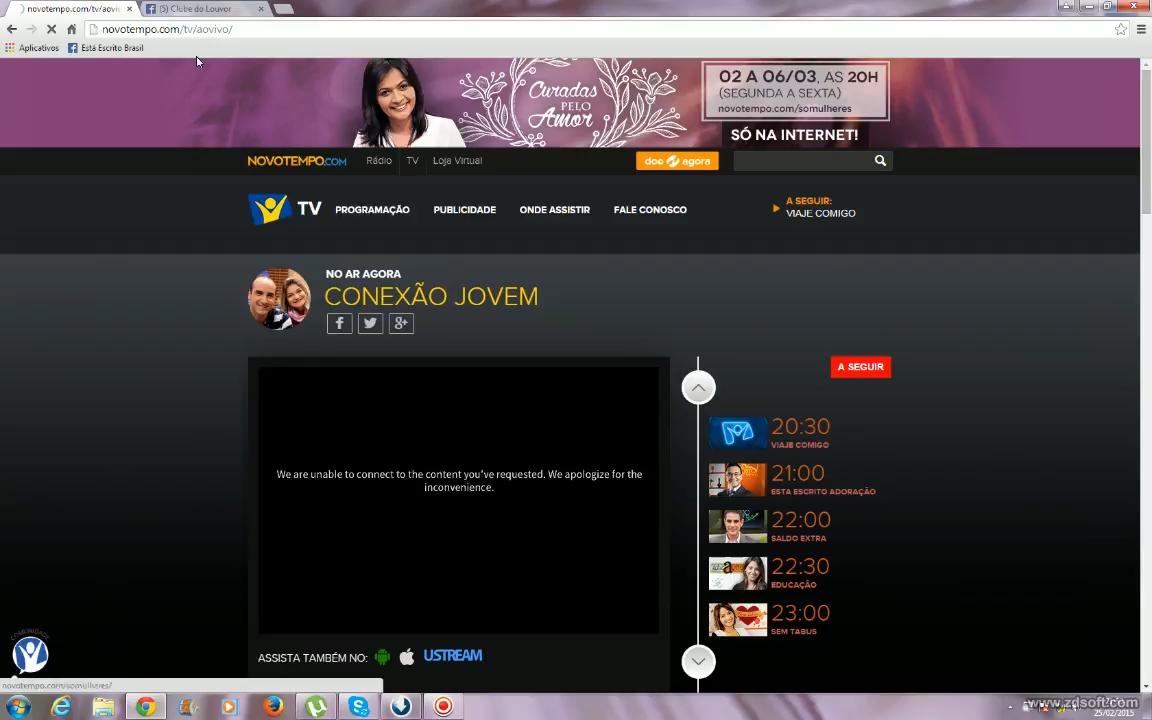 novotempo.com/tv/aovi
(5) Clube do Louvor
novotempo.com/tv/aovivo/
Aplicativos
Está Escrito Brasil
Curadas
PELO
Amor
02 A 06/03, AS 20H
(SEGUNDA A SEXTA)
novotempo.com/somulheres
SÓ NA INTERNET!
NOVOTEMPO.COM
Rádio
TV
Loja Virtual
doe agora
TV
PROGRAMAÇÃO
PUBLICIDADE
ONDE ASSISTIR
FALE CONOSCO
A SEGUIR:
VIAJE COMIGO
NO AR AGORA
CONEXÃO JOVEM
A SEGUIR
We are unable to connect to the content you've requested. We apologize for the
inconvenience.
20:30
VIAJE COMIGO
21:00
ESTA ESCRITO ADORAÇÃO
22:00
SALDO EXTRA
22:30
EDUCAÇÃO
23:00
SEM TABUS
COMUNIDADE
ASSISTA TAMBÉM NO:
USTREAM
novotempo.com/somulheres/
www.zdsoft.com
25/02/2015